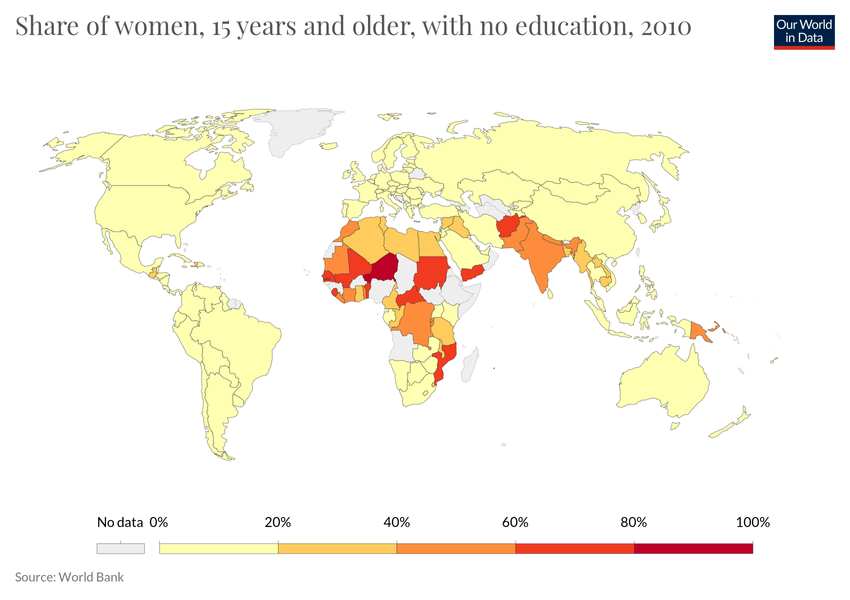 Share of women, 15 years and older, with no education, 2010
Our World
in Data
No data 0% 20% 40% 60% 80% 100%
Source: World Bank